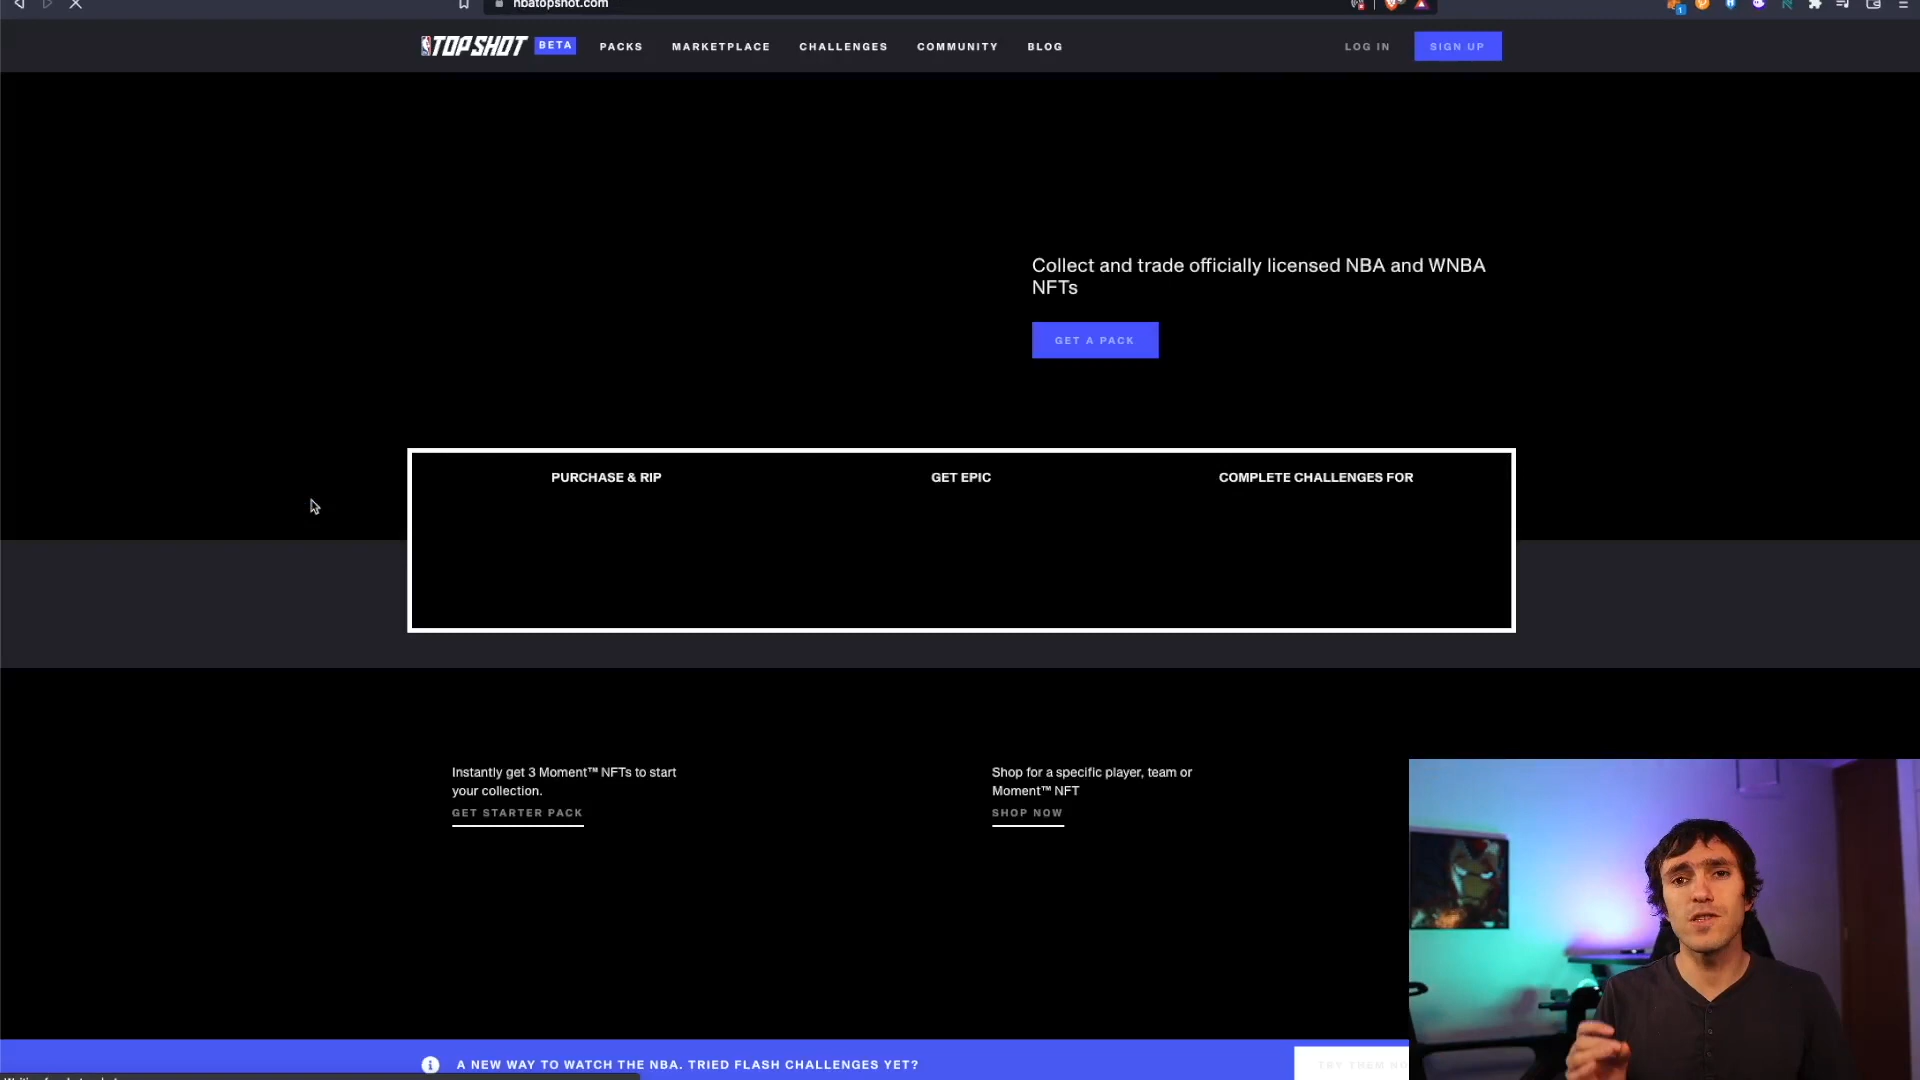 nbatopshot.com
TOP SHOT BETA PACKS MARKETPLACE CHALLENGES COMMUNITY BLOG LOG IN SIGN UP
Collect and trade officially licensed NBA and WNBA
NFTs
GET A PACK
PURCHASE & RIP GET EPIC COMPLETE CHALLENGES FOR
Instantly get 3 Moment™ NFTs to start
your collection.
GET STARTER PACK
Shop for a specific player, team or
Moment™ NFT
SHOP NOW
A NEW WAY TO WATCH THE NBA. TRIED FLASH CHALLENGES YET?
TRY THEM